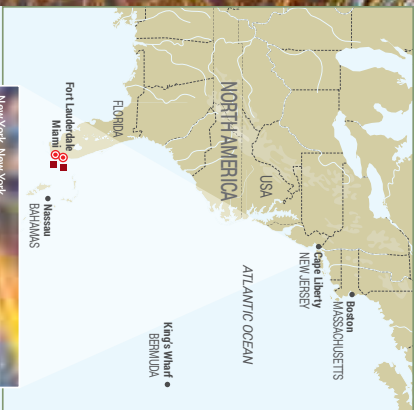 NORTH AMERICA
USA
Boston
MASSACHUSETTS
Cape Liberty
NEW JERSEY
ATLANTIC OCEAN
King's Wharf
BERMUDA
FLORIDA
Fort Lauderdale
Miami
Nassau
BAHAMAS
New York, New York